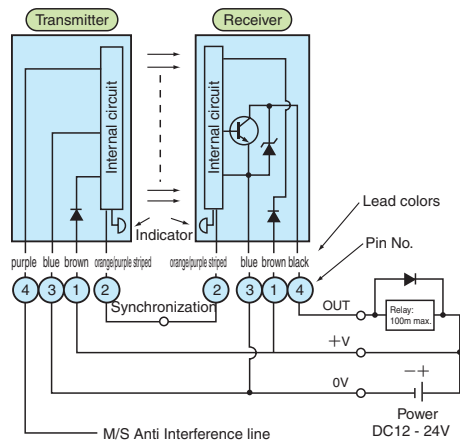 Transmitter
Receiver
Internal circuit
Internal circuit
Lead colors
Indicator
Pin No.
purple
blue
brown
orange/purple striped
orange/purple striped
blue
brown
black
4
3
1
2
2
3
1
4
Synchronization
OUT
Relay:
100m max.
+V
0V
−+
Power
DC12 - 24V
M/S Anti Interference line